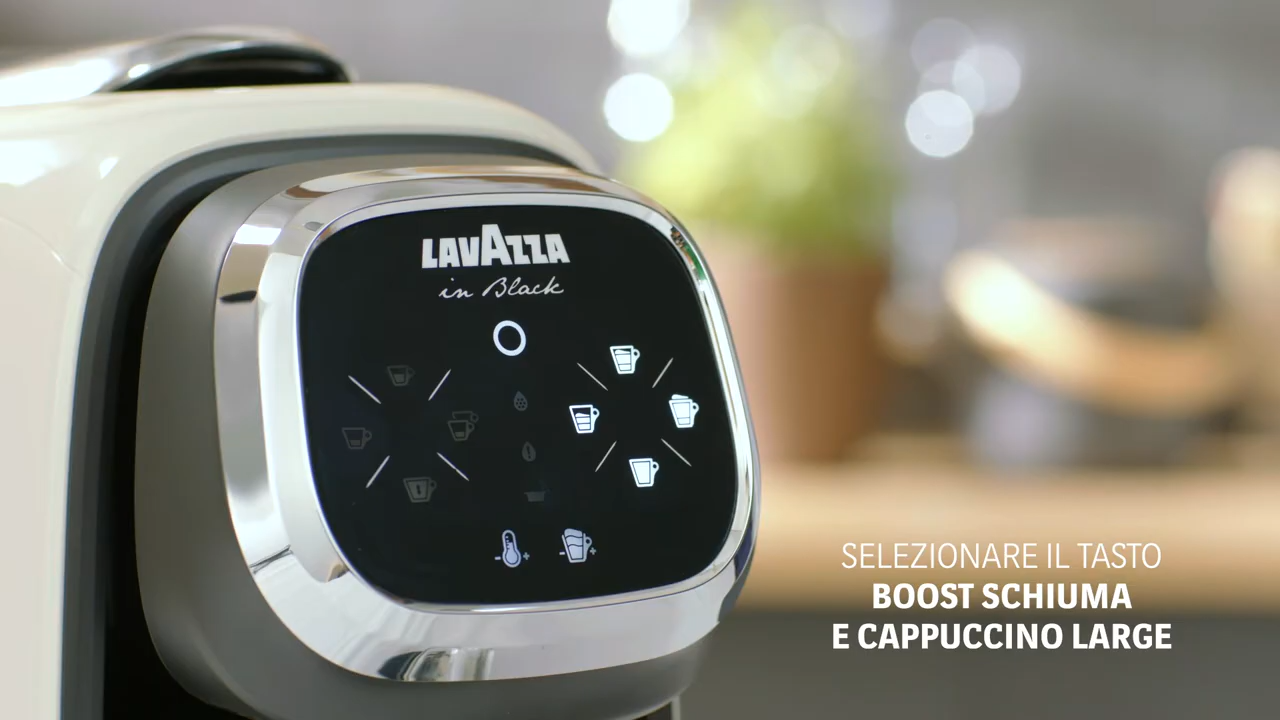 LAVAZZA
in Black
SELEZIONARE IL TASTO
BOOST SCHIUMA
E CAPPUCCINO LARGE